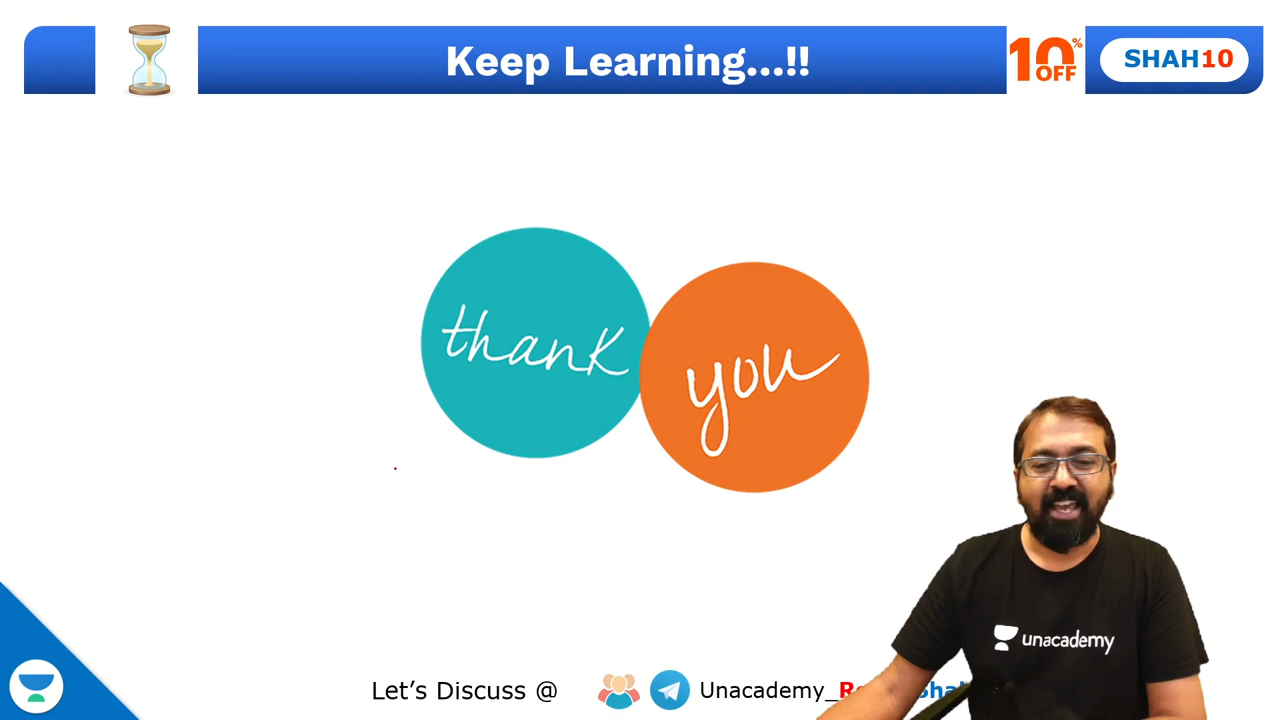 Keep Learning...!!
10%
OFF
SHAH10
thank
you
unacademy
Let’s Discuss @
Unacademy_